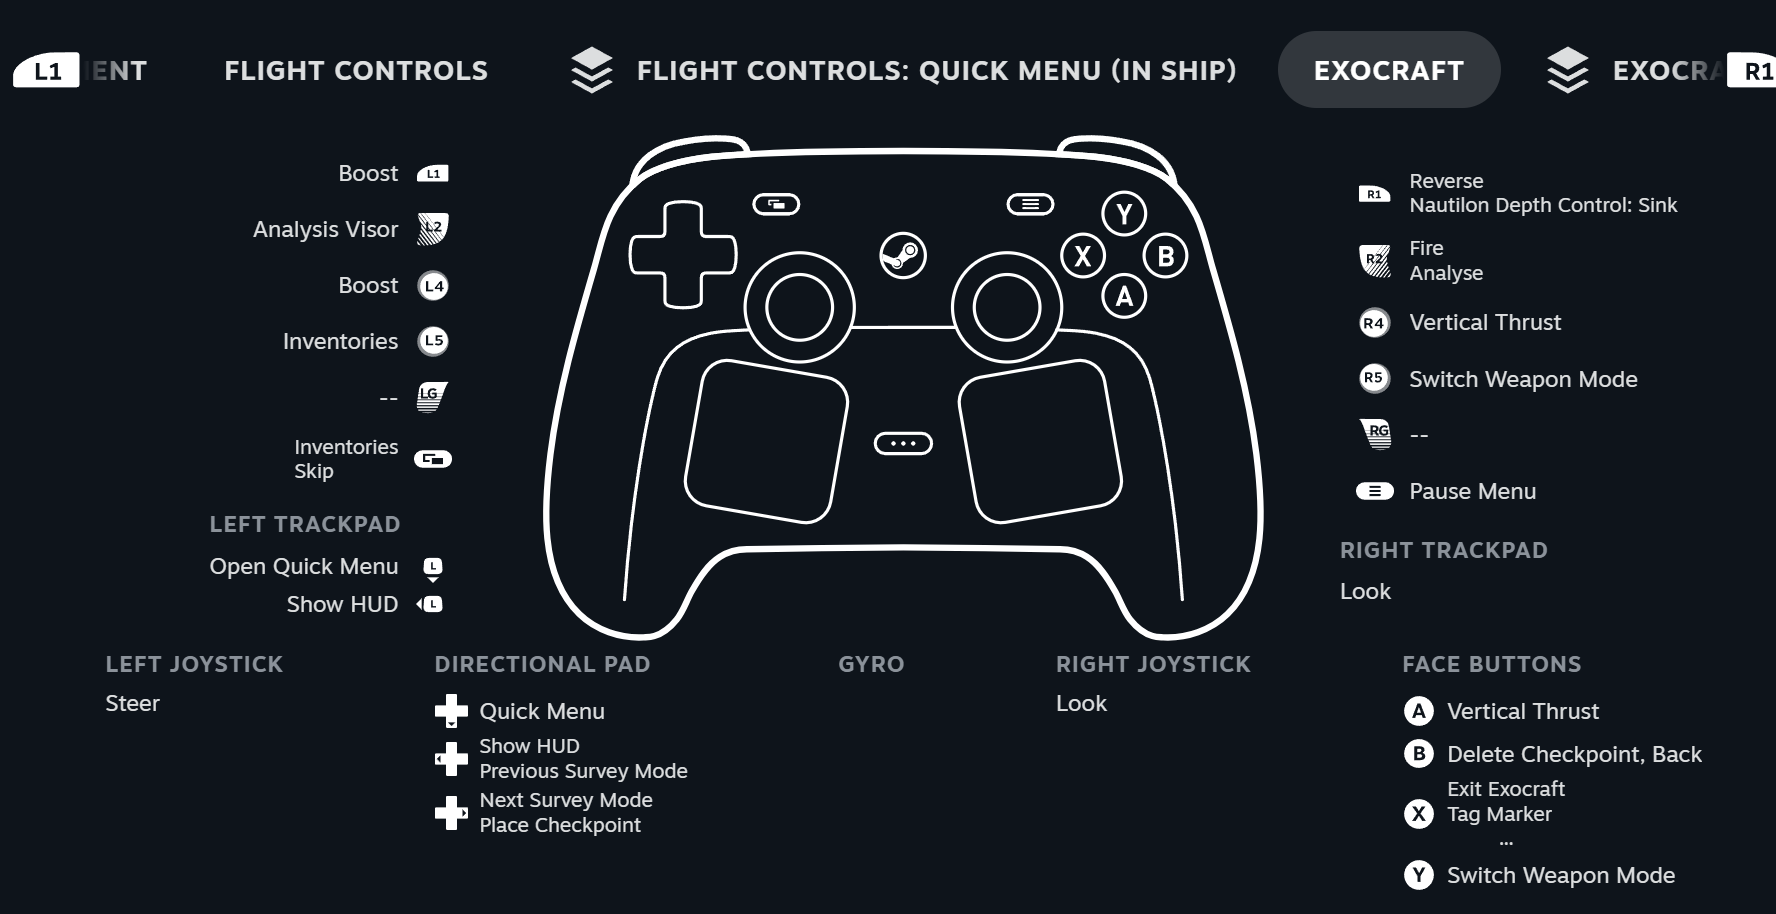 L1
ENT
FLIGHT CONTROLS
FLIGHT CONTROLS: QUICK MENU (IN SHIP)
EXOCRAFT
EXOCRA
R1
Boost L1
Analysis Visor L2
Boost L4
Inventories L5
-- LG
Inventories
Skip
LEFT TRACKPAD
Open Quick Menu L
Show HUD L
Y
X B
A
R1 Reverse
Nautilon Depth Control: Sink
R2 Fire
Analyse
R4 Vertical Thrust
R5 Switch Weapon Mode
RG --
Pause Menu
RIGHT TRACKPAD
Look
LEFT JOYSTICK
Steer
DIRECTIONAL PAD
Quick Menu
Show HUD
Previous Survey Mode
Next Survey Mode
Place Checkpoint
GYRO
RIGHT JOYSTICK
Look
FACE BUTTONS
A Vertical Thrust
B Delete Checkpoint, Back
Exit Exocraft
X Tag Marker
...
Y Switch Weapon Mode